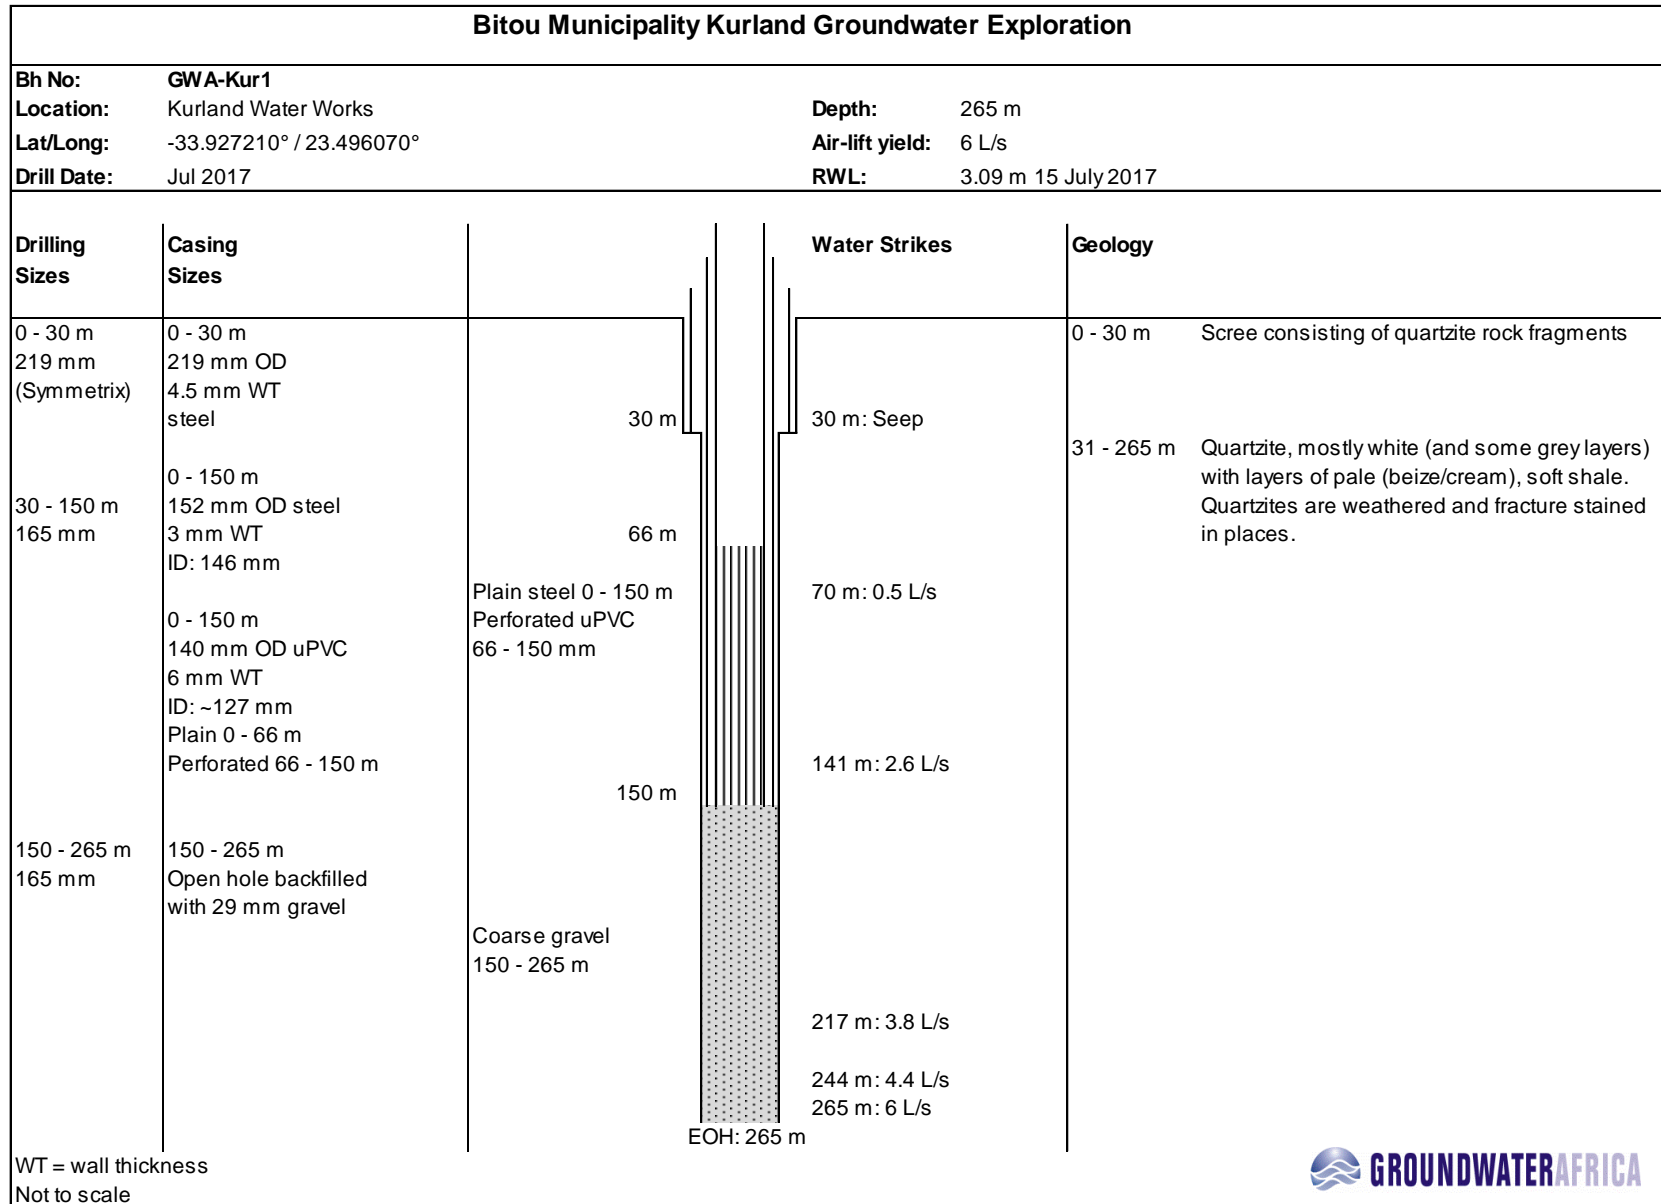 Bitou Municipality Kurland Groundwater Exploration
Bh No: GWA-Kur1
Location: Kurland Water Works Depth: 265 m
Lat/Long: -33.927210° / 23.496070° Air-lift yield: 6 L/s
Drill Date: Jul 2017 RWL: 3.09 m 15 July 2017
Drilling Sizes
Casing Sizes
Water Strikes
Geology
0 - 30 m
219 mm
(Symmetrix)
30 - 150 m
165 mm
150 - 265 m
165 mm
0 - 30 m
219 mm OD
4.5 mm WT
steel
0 - 150 m
152 mm OD steel
3 mm WT
ID: 146 mm
0 - 150 m
140 mm OD uPVC
6 mm WT
ID: ~127 mm
Plain 0 - 66 m
Perforated 66 - 150 m
150 - 265 m
Open hole backfilled
with 29 mm gravel
30 m
66 m
Plain steel 0 - 150 m
Perforated uPVC
66 - 150 mm
150 m
Coarse gravel
150 - 265 m
EOH: 265 m
30 m: Seep
70 m: 0.5 L/s
141 m: 2.6 L/s
217 m: 3.8 L/s
244 m: 4.4 L/s
265 m: 6 L/s
0 - 30 m Scree consisting of quartzite rock fragments
31 - 265 m Quartzite, mostly white (and some grey layers)
with layers of pale (beize/cream), soft shale.
Quartzites are weathered and fracture stained
in places.
WT = wall thickness
Not to scale
GROUNDWATERAFRICA